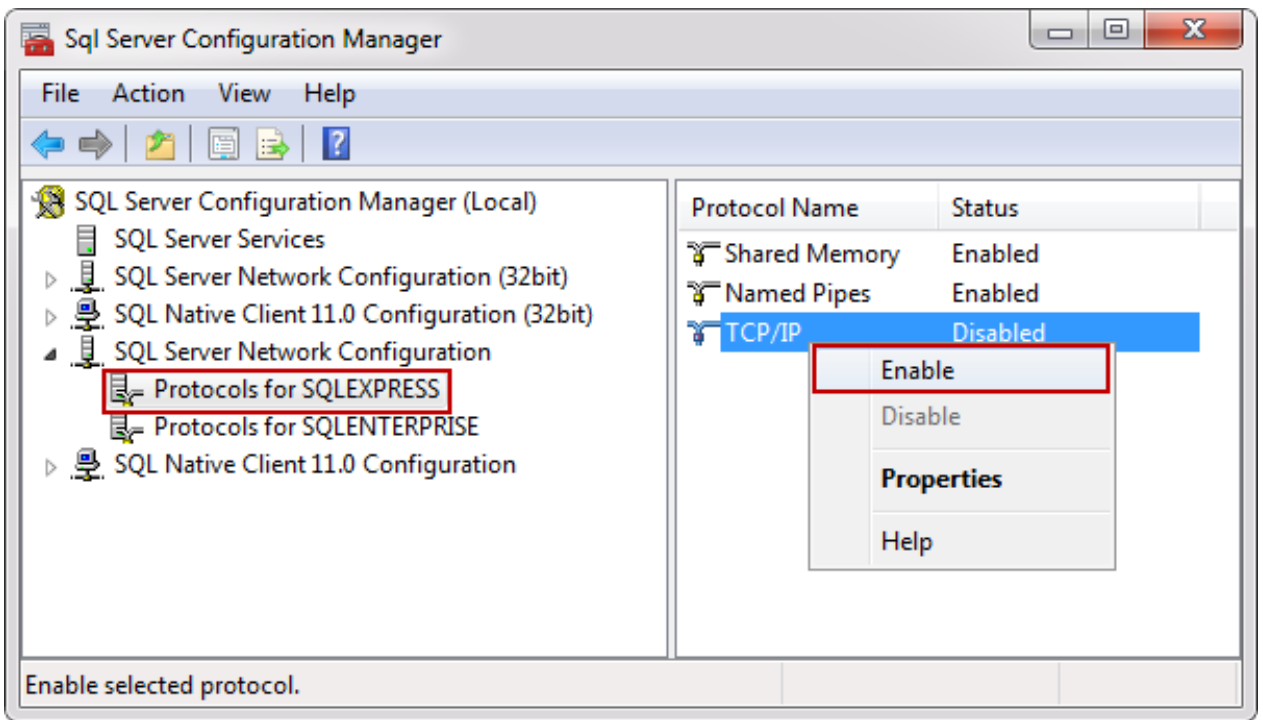 Sql Server Configuration Manager
File Action View Help
SQL Server Configuration Manager (Local)
SQL Server Services
SQL Server Network Configuration (32bit)
SQL Native Client 11.0 Configuration (32bit)
SQL Server Network Configuration
Protocols for SQLEXPRESS
Protocols for SQLENTERPRISE
SQL Native Client 11.0 Configuration
Protocol Name Status
Shared Memory Enabled
Named Pipes Enabled
TCP/IP Disabled
Enable
Disable
Properties
Help
Enable selected protocol.